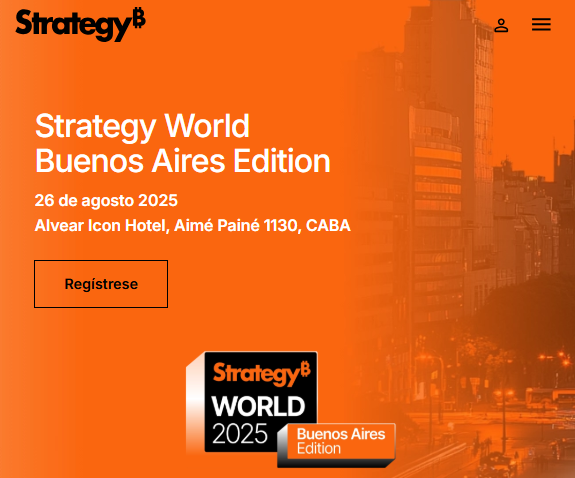 Strategy₿
Strategy World
Buenos Aires Edition
26 de agosto 2025
Alvear Icon Hotel, Aimé Painé 1130, CABA
Regístrese
Strategy₿
WORLD
2025
Buenos Aires
Edition